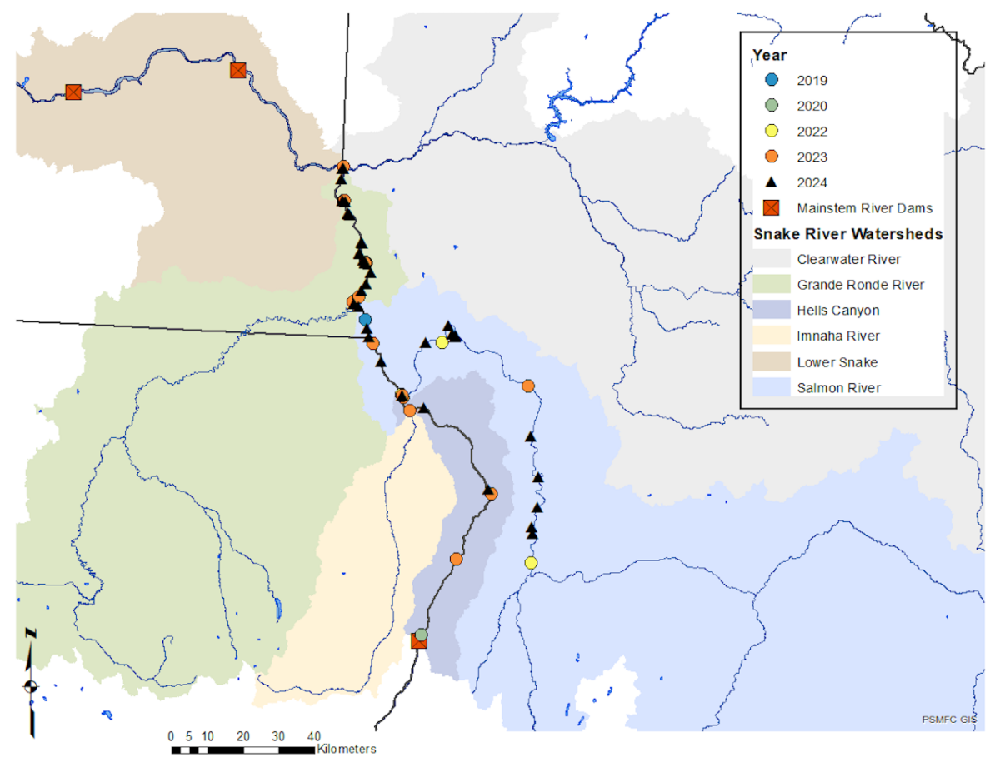 Year
2019
2020
2022
2023
2024
Mainstem River Dams
Snake River Watersheds
Clearwater River
Grande Ronde River
Hells Canyon
Imnaha River
Lower Snake
Salmon River
N
PSMFC GIS
0 5 10 20 30 40
Kilometers